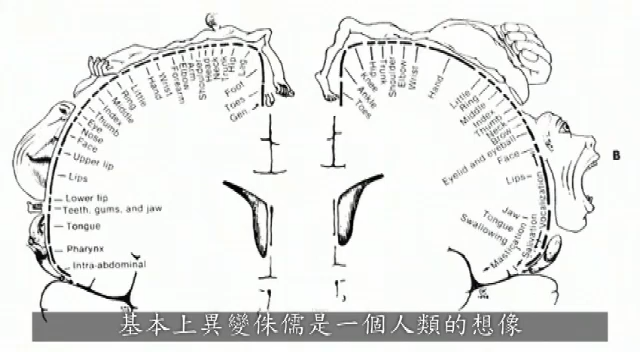 Gen.
Toes
Foot
Leg
Hip
Trunk
Neck
Head
Shoulder
Arm
Elbow
Forearm
Wrist
Hand
Little
Ring
Middle
Index
Thumb
Eye
Nose
Face
Upper lip
Lips
Lower lip
Teeth, gums, and jaw
Tongue
Pharynx
Intra-abdominal
Toes
Ankle
Knee
Hip
Trunk
Shoulder
Elbow
Wrist
Hand
Little
Ring
Middle
Index
Thumb
Neck
Brow
Eyelid and eyeball
Face
Lips
Vocalization
Jaw
Tongue
Swallowing
Mastication
Salivation
B
基本上異變侏儒是一個人類的想像